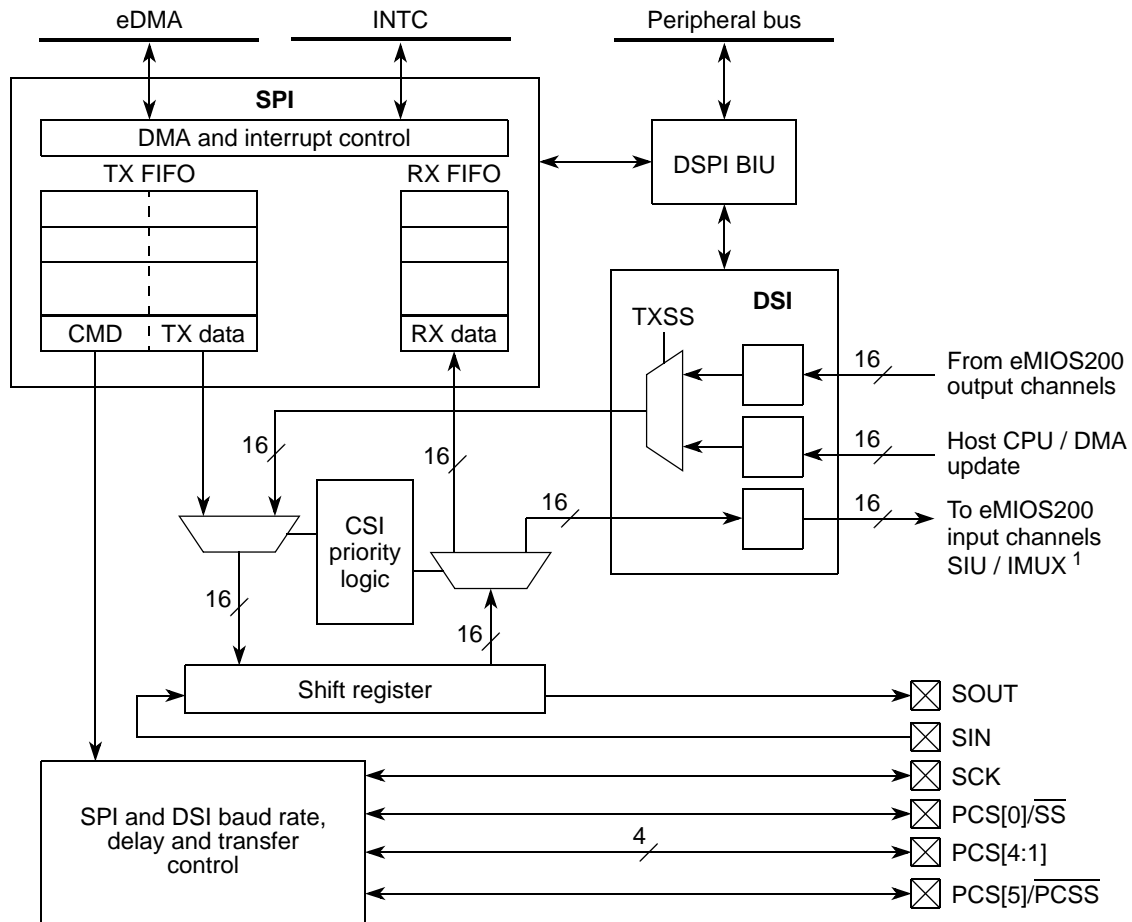 eDMA
INTC
Peripheral bus
SPI
DMA and interrupt control
DSPI BIU
TX FIFO
RX FIFO
DSI
TXSS
CMD
TX data
RX data
16
16
From eMIOS200
output channels
16
16
16
Host CPU / DMA
update
16
16
To eMIOS200
input channels
SIU / IMUX 1
CSI
priority
logic
16
16
Shift register
SOUT
SIN
SCK
SPI and DSI baud rate,
delay and transfer
control
PCS[0]/SS
4
PCS[4:1]
PCS[5]/PCSS